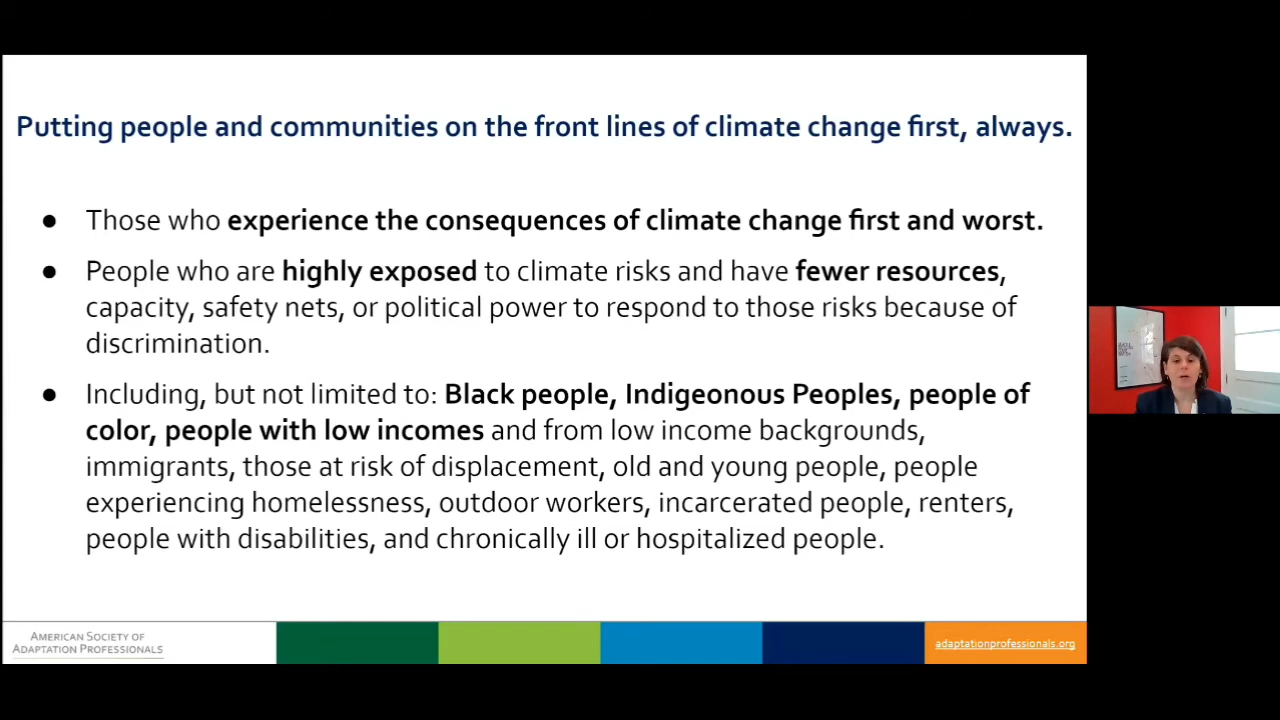 Putting people and communities on the front lines of climate change first, always.
● Those who experience the consequences of climate change first and worst.
● People who are highly exposed to climate risks and have fewer resources,
capacity, safety nets, or political power to respond to those risks because of
discrimination.
● Including, but not limited to: Black people, Indigeonous Peoples, people of
color, people with low incomes and from low income backgrounds,
immigrants, those at risk of displacement, old and young people, people
experiencing homelessness, outdoor workers, incarcerated people, renters,
people with disabilities, and chronically ill or hospitalized people.
AMERICAN SOCIETY OF
ADAPTATION PROFESSIONALS
adaptationprofessionals.org